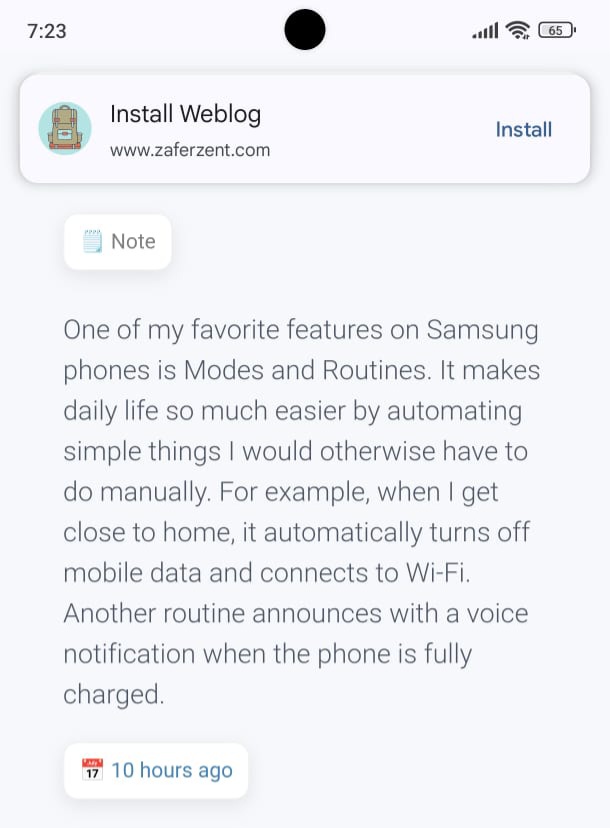 7:23
65
Install Weblog
www.zaferzent.com
Install
Note
One of my favorite features on Samsung
phones is Modes and Routines. It makes
daily life so much easier by automating
simple things I would otherwise have to
do manually. For example, when I get
close to home, it automatically turns off
mobile data and connects to Wi-Fi.
Another routine announces with a voice
notification when the phone is fully
charged.
July
17
10 hours ago